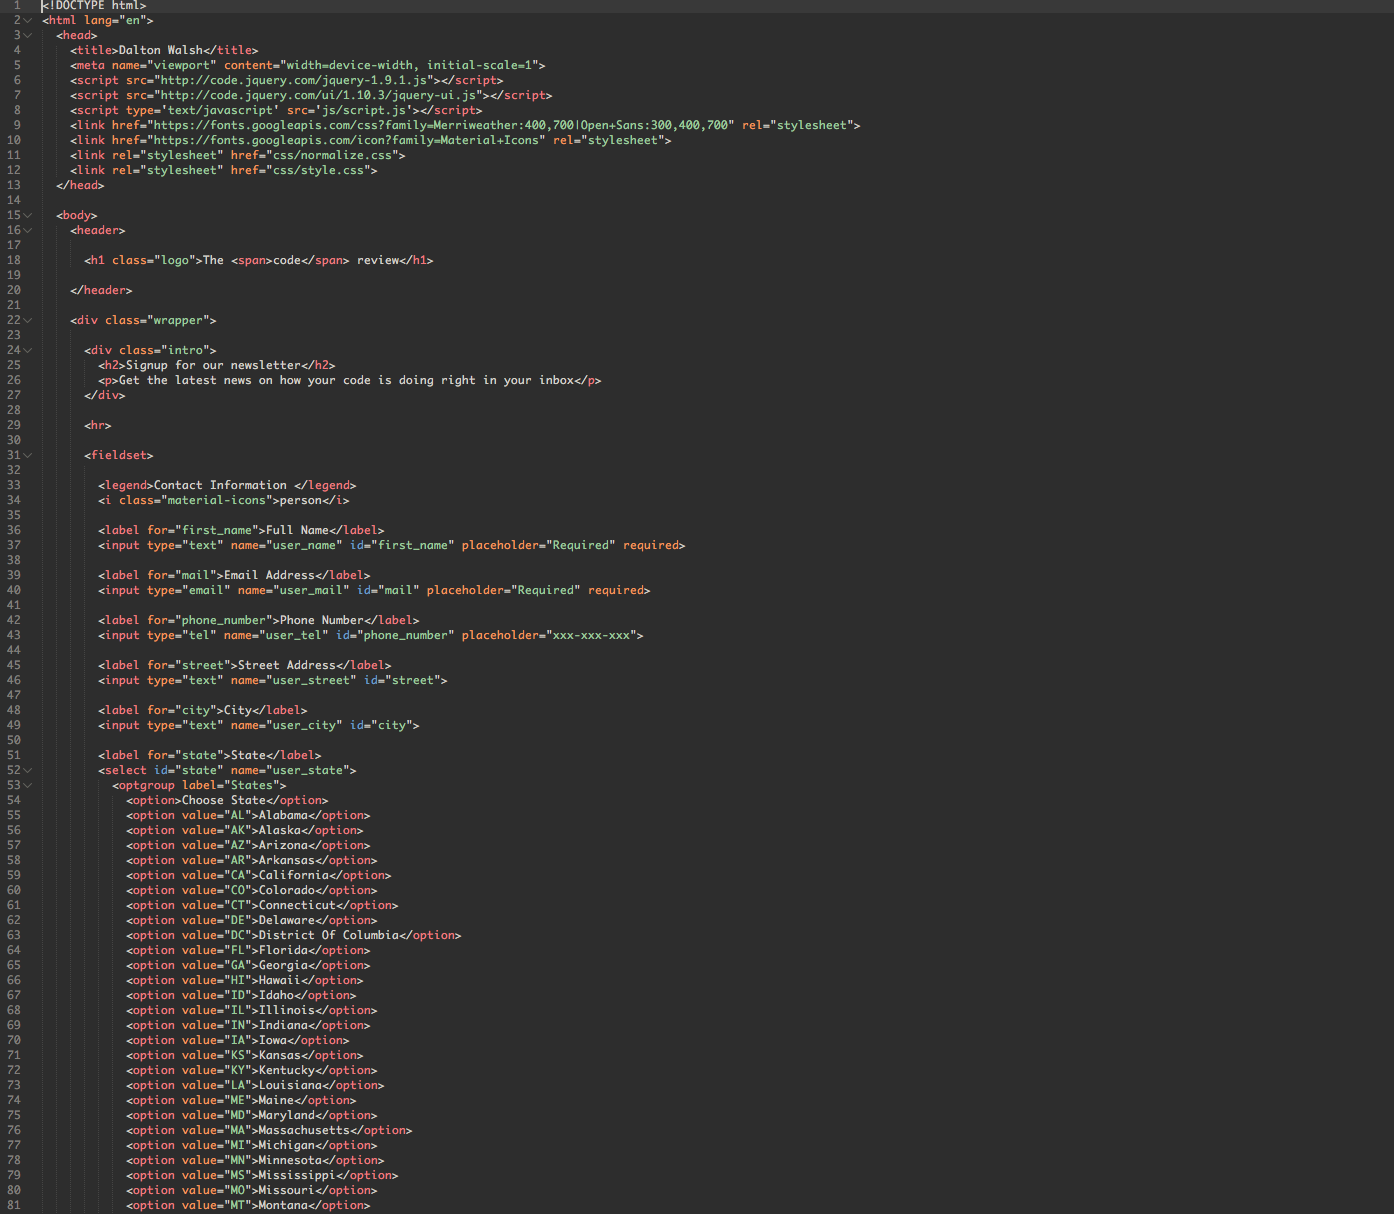 1 <!DOCTYPE html>
2 <html lang="en">
3 <head>
4 <title>Dalton Walsh</title>
5 <meta name="viewport" content="width=device-width, initial-scale=1">
6 <script src="http://code.jquery.com/jquery-1.9.1.js"></script>
7 <script src="http://code.jquery.com/ui/1.10.3/jquery-ui.js"></script>
8 <script type='text/javascript' src='js/script.js'></script>
9 <link href="https://fonts.googleapis.com/css?family=Merriweather:400,700|Open+Sans:300,400,700" rel="stylesheet">
10 <link href="https://fonts.googleapis.com/icon?family=Material+Icons" rel="stylesheet">
11 <link rel="stylesheet" href="css/normalize.css">
12 <link rel="stylesheet" href="css/style.css">
13 </head>
14
15 <body>
16 <header>
17
18 <h1 class="logo">The <span>code</span> review</h1>
19
20 </header>
21
22 <div class="wrapper">
23
24 <div class="intro">
25 <h2>Signup for our newsletter</h2>
26 <p>Get the latest news on how your code is doing right in your inbox</p>
27 </div>
28
29 <hr>
30
31 <fieldset>
32
33 <legend>Contact Information </legend>
34 <i class="material-icons">person</i>
35
36 <label for="first_name">Full Name</label>
37 <input type="text" name="user_name" id="first_name" placeholder="Required" required>
38
39 <label for="mail">Email Address</label>
40 <input type="email" name="user_mail" id="mail" placeholder="Required" required>
41
42 <label for="phone_number">Phone Number</label>
43 <input type="tel" name="user_tel" id="phone_number" placeholder="xxx-xxx-xxx">
44
45 <label for="street">Street Address</label>
46 <input type="text" name="user_street" id="street">
47
48 <label for="city">City</label>
49 <input type="text" name="user_city" id="city">
50
51 <label for="state">State</label>
52 <select id="state" name="user_state">
53 <optgroup label="States">
54 <option>Choose State</option>
55 <option value="AL">Alabama</option>
56 <option value="AK">Alaska</option>
57 <option value="AZ">Arizona</option>
58 <option value="AR">Arkansas</option>
59 <option value="CA">California</option>
60 <option value="CO">Colorado</option>
61 <option value="CT">Connecticut</option>
62 <option value="DE">Delaware</option>
63 <option value="DC">District Of Columbia</option>
64 <option value="FL">Florida</option>
65 <option value="GA">Georgia</option>
66 <option value="HI">Hawaii</option>
67 <option value="ID">Idaho</option>
68 <option value="IL">Illinois</option>
69 <option value="IN">Indiana</option>
70 <option value="IA">Iowa</option>
71 <option value="KS">Kansas</option>
72 <option value="KY">Kentucky</option>
73 <option value="LA">Louisiana</option>
74 <option value="ME">Maine</option>
75 <option value="MD">Maryland</option>
76 <option value="MA">Massachusetts</option>
77 <option value="MI">Michigan</option>
78 <option value="MN">Minnesota</option>
79 <option value="MS">Mississippi</option>
80 <option value="MO">Missouri</option>
81 <option value="MT">Montana</option>